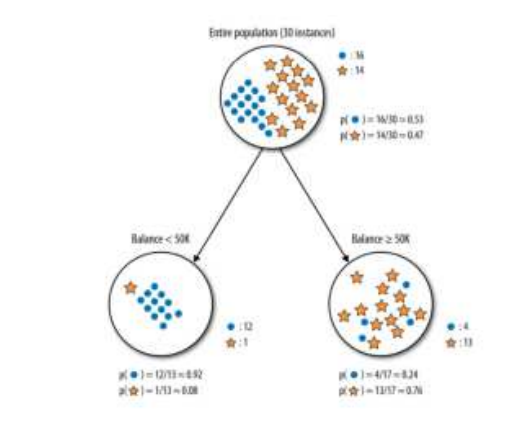 Entire population (30 instances)
: 16
: 14
p( ) = 16/30 = 0.53
p( ) = 14/30 = 0.47
Balance < 50K
Balance ≥ 50K
: 12
: 1
: 4
: 13
p( ) = 12/13 = 0.92
p( ) = 1/13 = 0.08
p( ) = 4/17 = 0.24
p( ) = 13/17 = 0.76